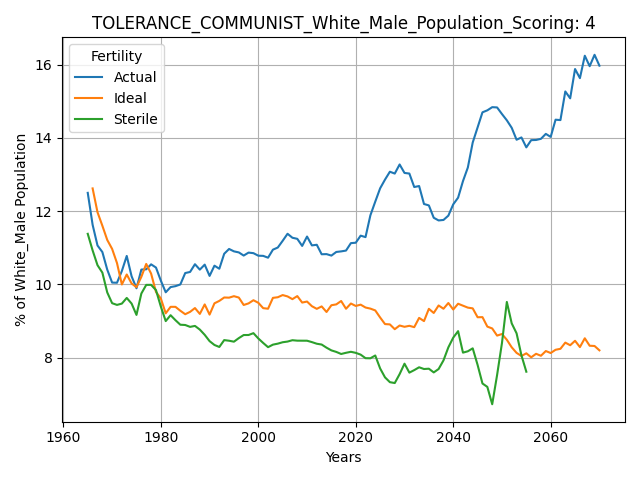 TOLERANCE_COMMUNIST_White_Male_Population_Scoring: 4
Fertility
Actual
Ideal
Sterile
% of White_Male Population
16
14
12
10
8
1960 1980 2000 2020 2040 2060
Years